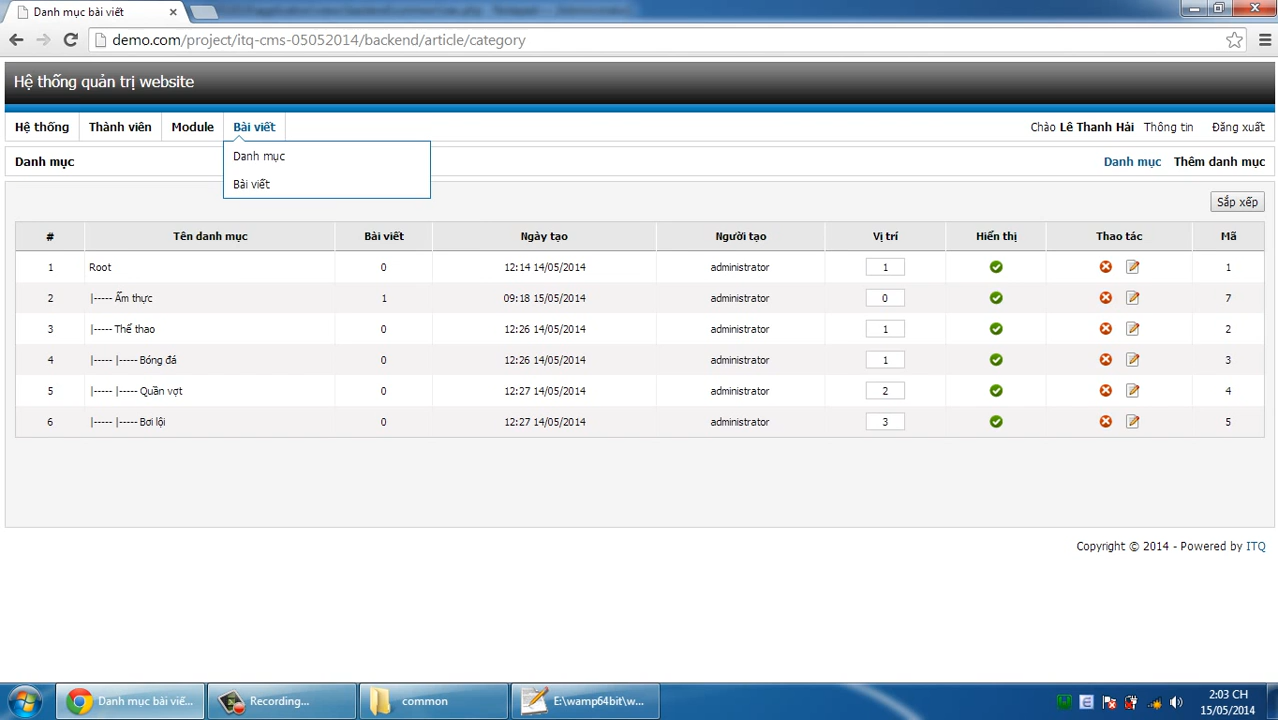 Danh mục bài viết
demo.com/project/itq-cms-05052014/backend/article/category
Hệ thống quản trị website
Hệ thống Thành viên Module Bài viết Chào Lê Thanh Hải Thông tin Đăng xuất
Danh mục Danh mục Thêm danh mục
Danh mục
Bài viết
Sắp xếp
# Tên danh mục Bài viết Ngày tạo Người tạo Vị trí Hiển thị Thao tác Mã
1 Root 0 12:14 14/05/2014 administrator 1 1
2 |----- Ẩm thực 1 09:18 15/05/2014 administrator 0 7
3 |----- Thể thao 0 12:26 14/05/2014 administrator 1 2
4 |----- |----- Bóng đá 0 12:26 14/05/2014 administrator 1 3
5 |----- |----- Quần vợt 0 12:27 14/05/2014 administrator 2 4
6 |----- |----- Bơi lội 0 12:27 14/05/2014 administrator 3 5
Copyright © 2014 - Powered by ITQ
Danh mục bài viế... Recording... common E:\wamp64bit\w... 2:03 CH
15/05/2014